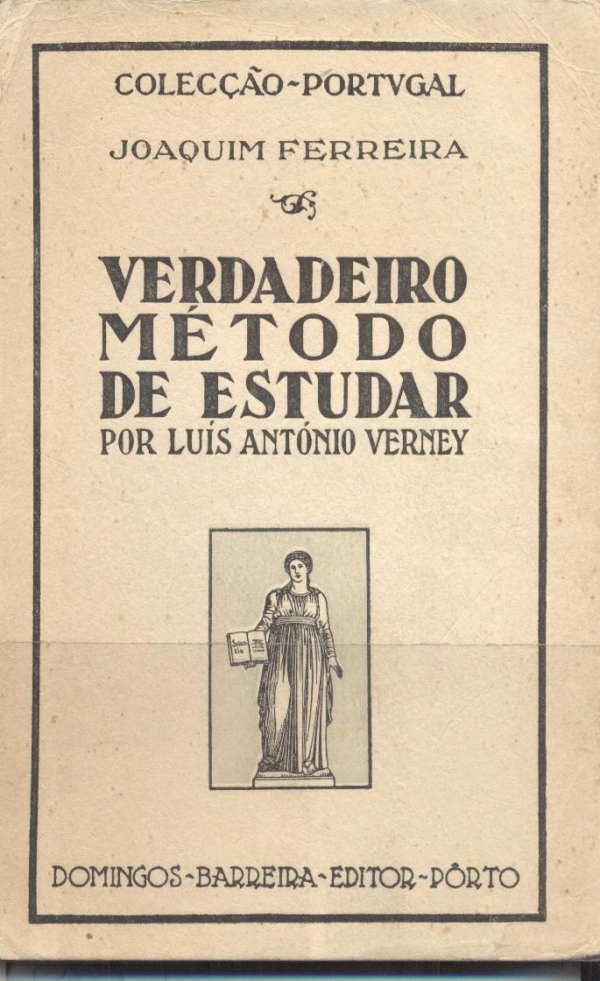 COLECÇÃO~PORTVGAL
JOAQUIM FERREIRA
VERDADEIRO
MÉTODO
DE ESTUDAR
POR LUÍS ANTÓNIO VERNEY
DOMINGOS~BARREIRA~EDITOR~PÔRTO